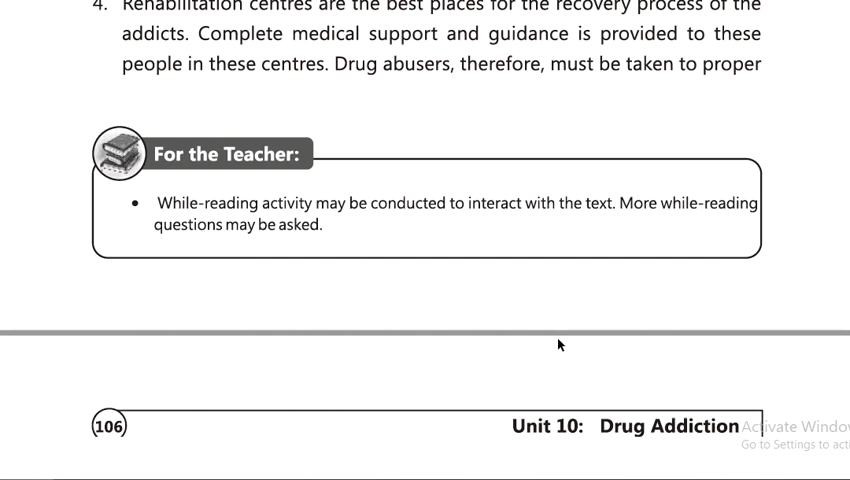 4. Rehabilitation centres are the best places for the recovery process of the
addicts. Complete medical support and guidance is provided to these
people in these centres. Drug abusers, therefore, must be taken to proper
For the Teacher:
• While-reading activity may be conducted to interact with the text. More while-reading
questions may be asked.
106
Unit 10: Drug Addiction
Activate Windo
Go to Settings to acti